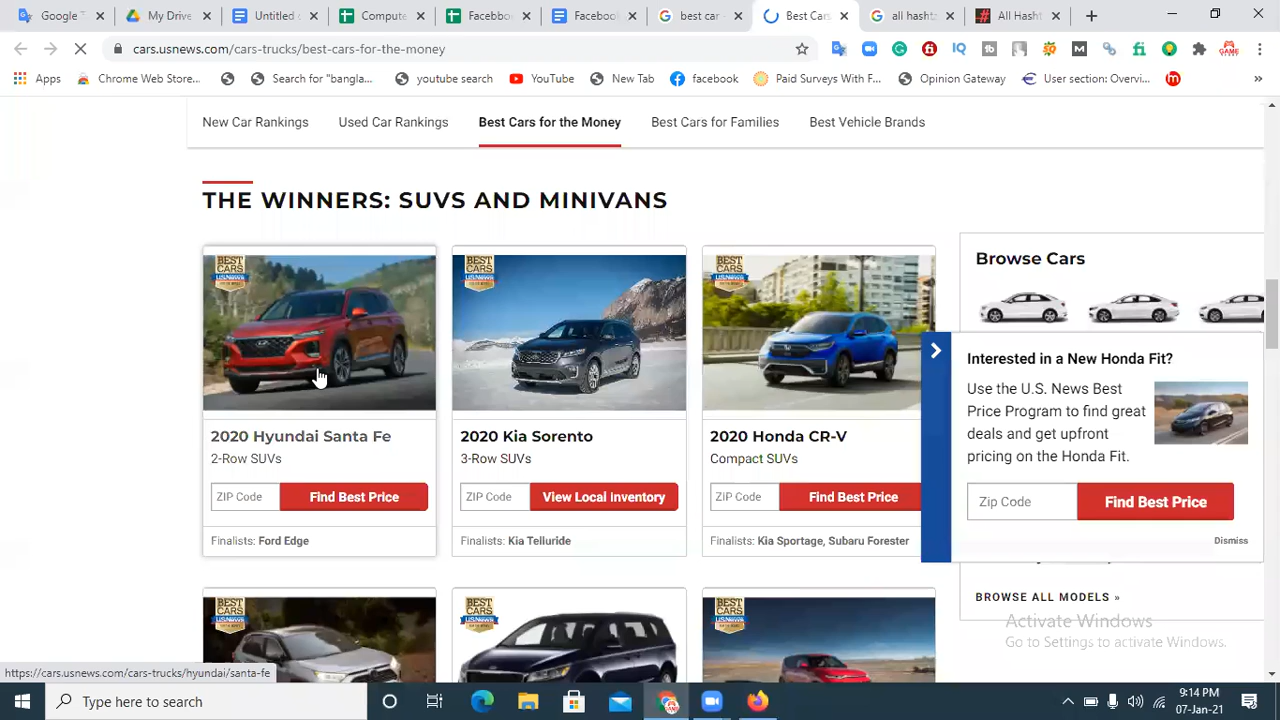 Google T
My Drive
Untitled
Compute
Facebbo
Facebool
best car
Best Cars
all hasht
All Hasht
cars.usnews.com/cars-trucks/best-cars-for-the-money
Apps
Chrome Web Store...
Search for "bangla...
youtube search
YouTube
New Tab
facebook
Paid Surveys With F...
Opinion Gateway
User section: Overvi...
New Car Rankings
Used Car Rankings
Best Cars for the Money
Best Cars for Families
Best Vehicle Brands
THE WINNERS: SUVS AND MINIVANS
BEST CARS
BEST CARS
BEST CARS
2020 Hyundai Santa Fe
2-Row SUVs
ZIP Code
Find Best Price
Finalists: Ford Edge
2020 Kia Sorento
3-Row SUVs
ZIP Code
View Local Inventory
Finalists: Kia Telluride
2020 Honda CR-V
Compact SUVs
ZIP Code
Find Best Price
Finalists: Kia Sportage, Subaru Forester
Browse Cars
Interested in a New Honda Fit?
Use the U.S. News Best
Price Program to find great
deals and get upfront
pricing on the Honda Fit.
Zip Code
Find Best Price
Dismiss
BROWSE ALL MODELS »
BEST CARS
BEST CARS
BEST CARS
Activate Windows
Go to Settings to activate Windows.
https://cars.usnews.com/cars-trucks/hyundai/santa-fe
Type here to search
9:14 PM
07-Jan-21